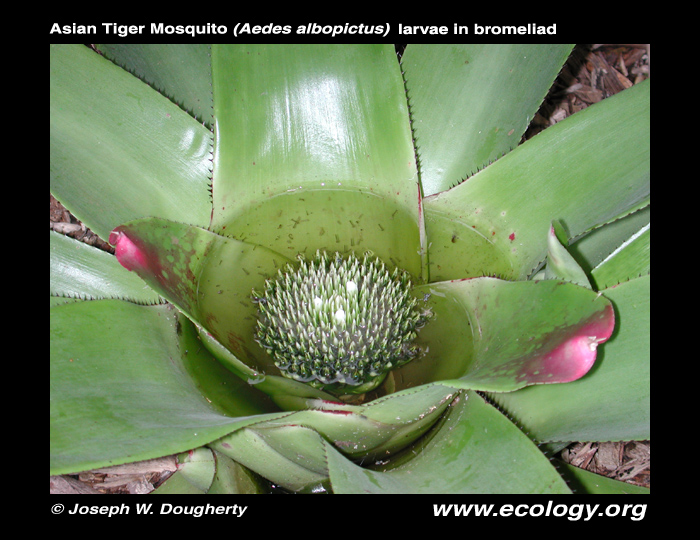 Asian Tiger Mosquito (Aedes albopictus) larvae in bromeliad
© Joseph W. Dougherty
www.ecology.org